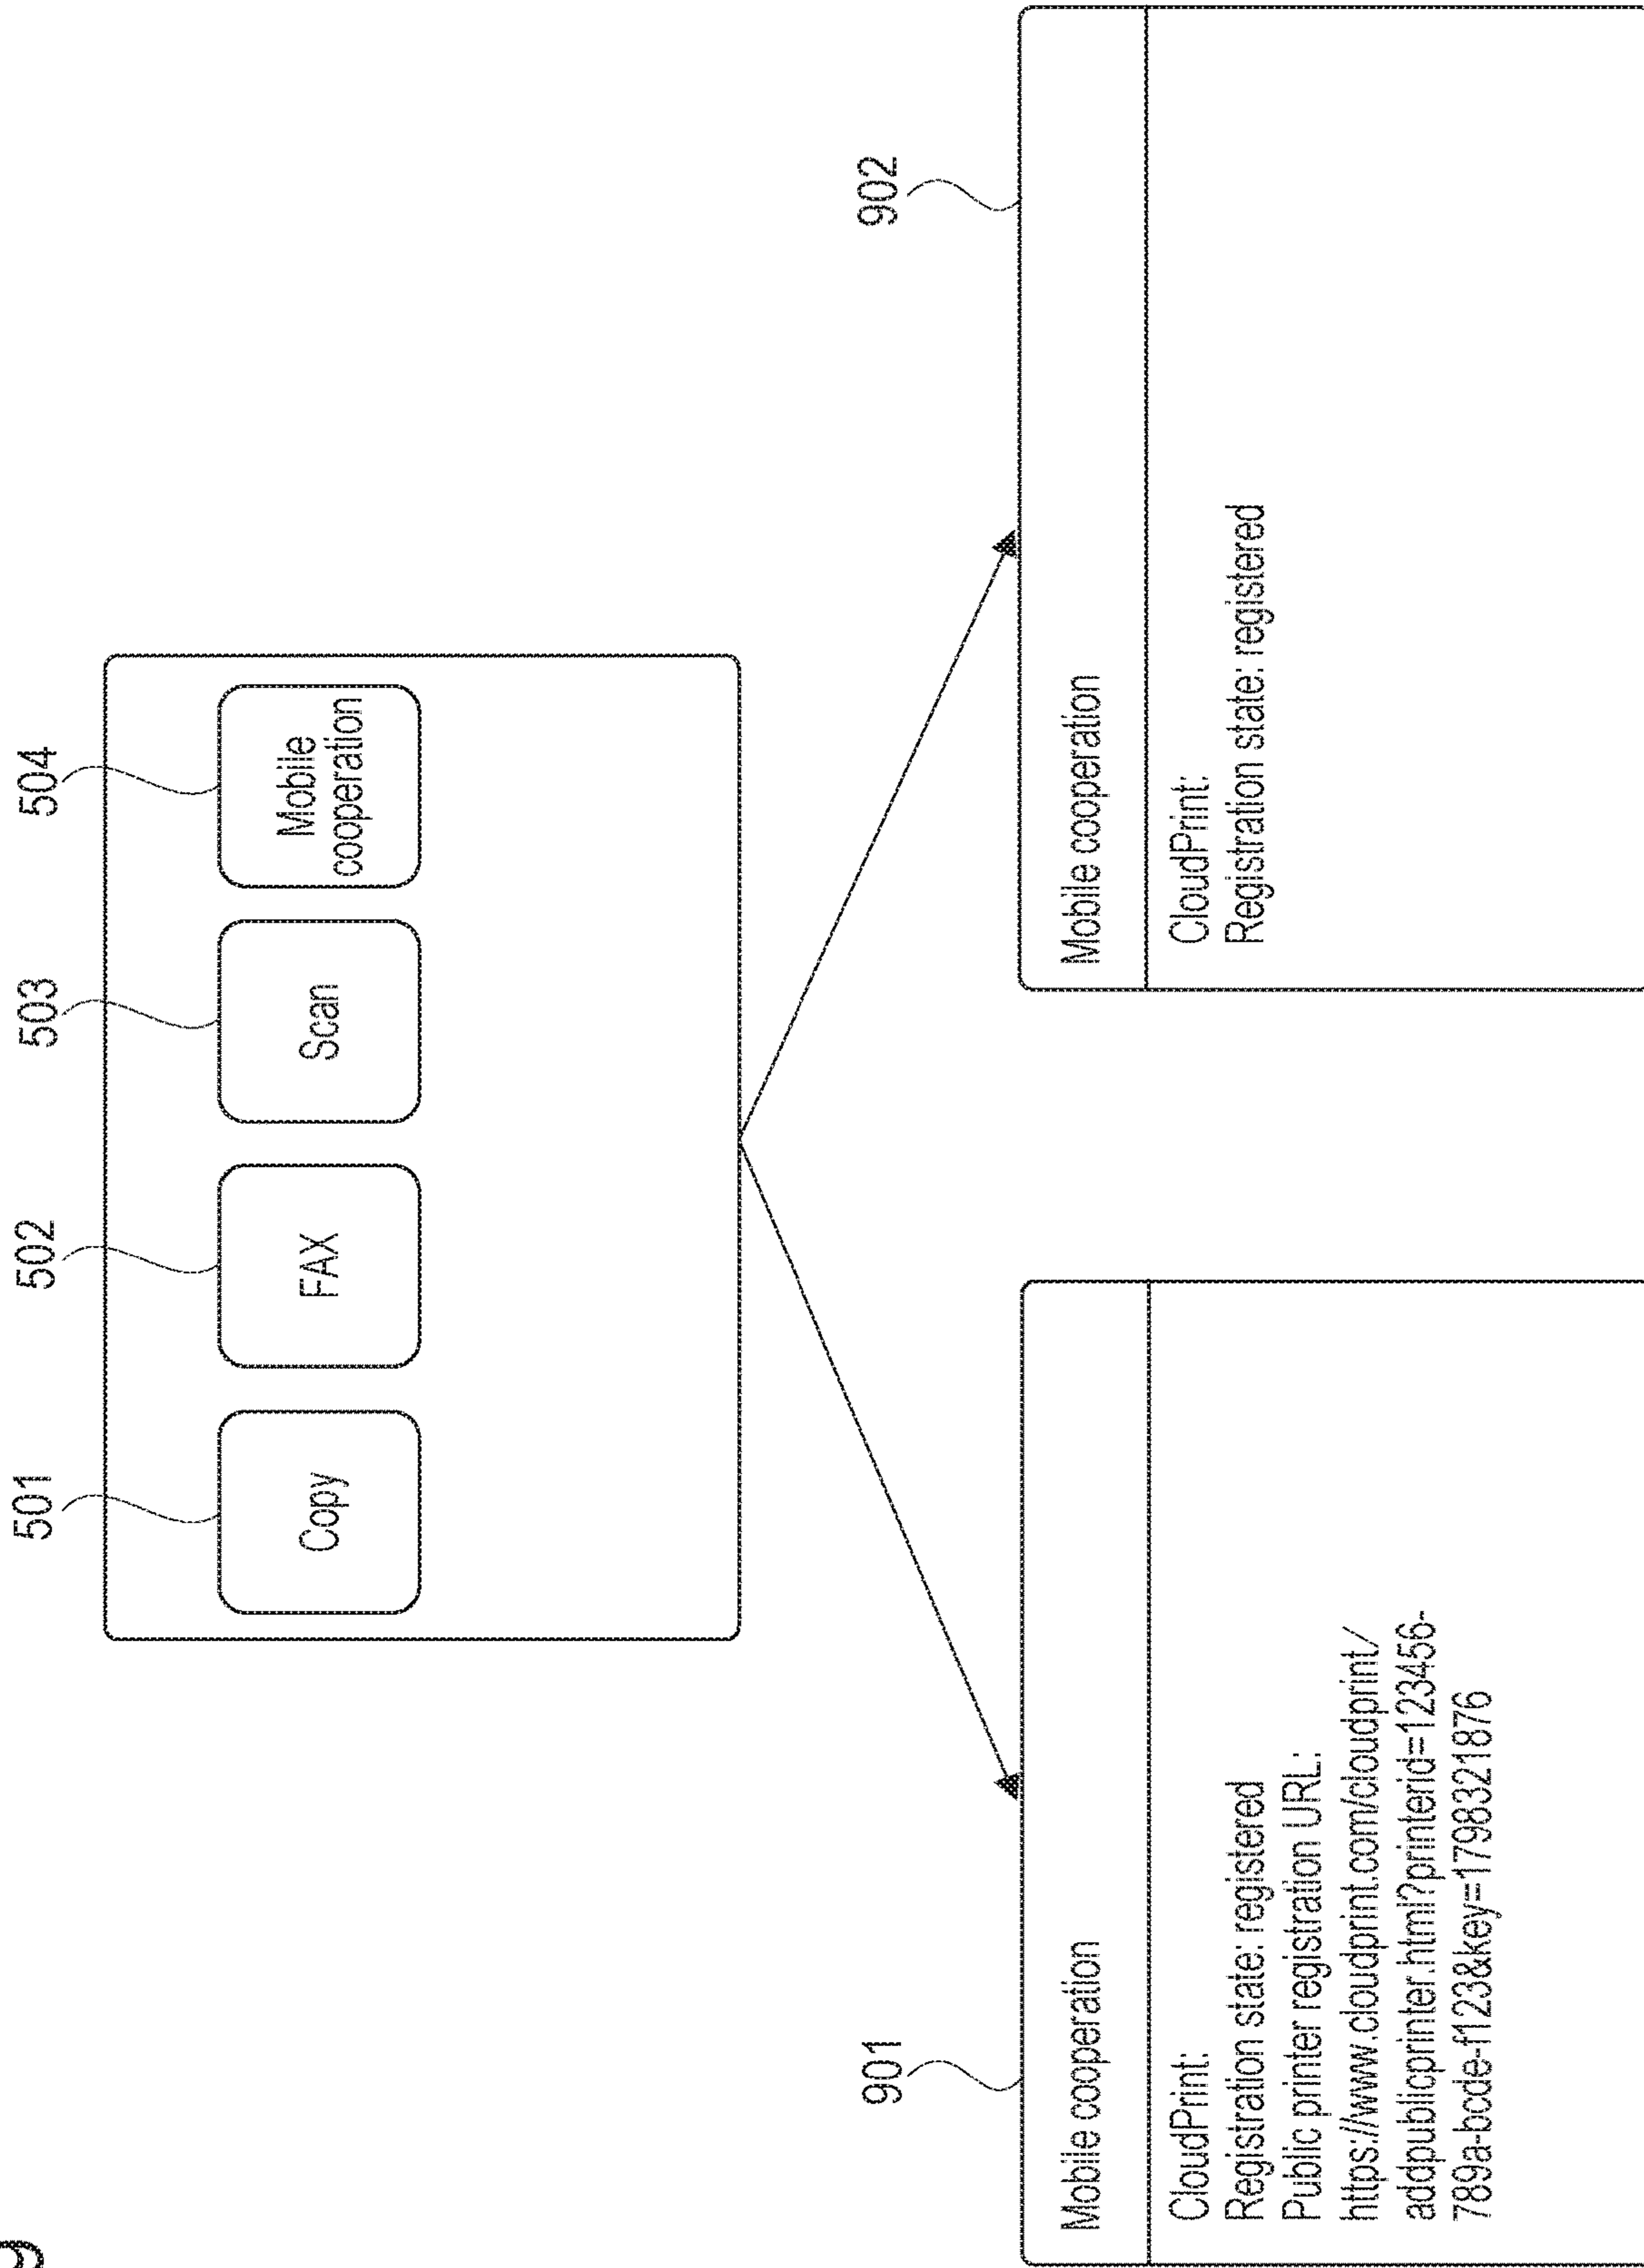 501
502
503
504
Copy
FAX
Scan
Mobile
cooperation
901
Mobile cooperation
CloudPrint:
Registration state: registered
Public printer registration URL:
https://www.cloudprint.com/cloudprint/
addpublicprinter.html?printerid=123456-
789a-bcde-f123&key=1798321876
902
Mobile cooperation
CloudPrint:
Registration state: registered